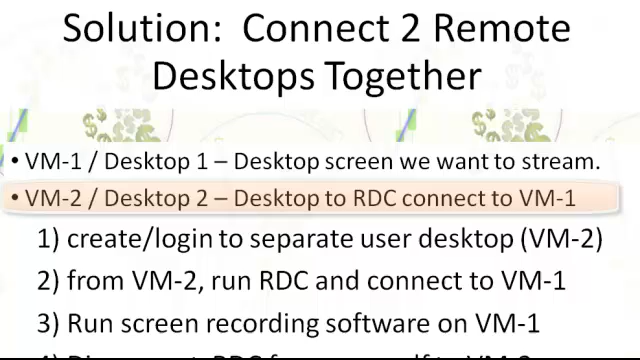 Solution:  Connect 2 Remote
Desktops Together
• VM-1 / Desktop 1 – Desktop screen we want to stream.
• VM-2 / Desktop 2 – Desktop to RDC connect to VM-1
1) create/login to separate user desktop (VM-2)
2) from VM-2, run RDC and connect to VM-1
3) Run screen recording software on VM-1